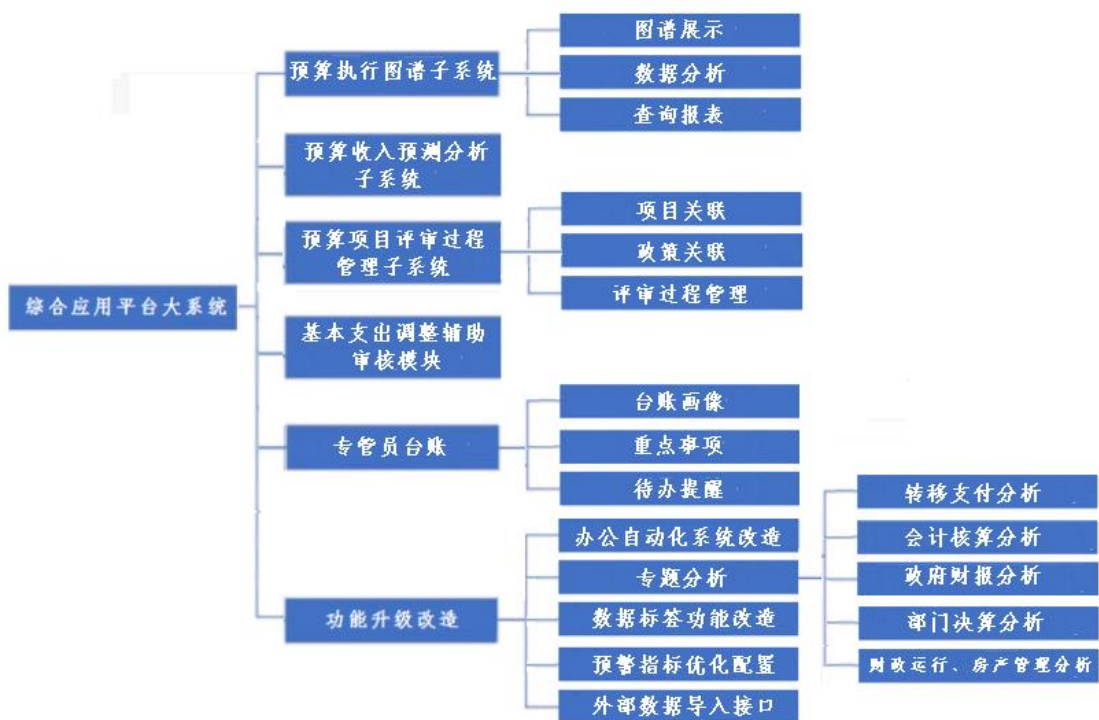 综合应用平台大系统
预算执行图谱子系统
图谱展示
数据分析
查询报表
预算收入预测分析
子系统
预算项目评审过程
管理子系统
项目关联
政策关联
评审过程管理
基本支出调整辅助
审核模块
专管员台账
台账画像
重点事项
待办提醒
功能升级改造
办公自动化系统改造
专题分析
转移支付分析
会计核算分析
政府财报分析
部门决算分析
财政运行、房产管理分析
数据标签功能改造
预警指标优化配置
外部数据导入接口